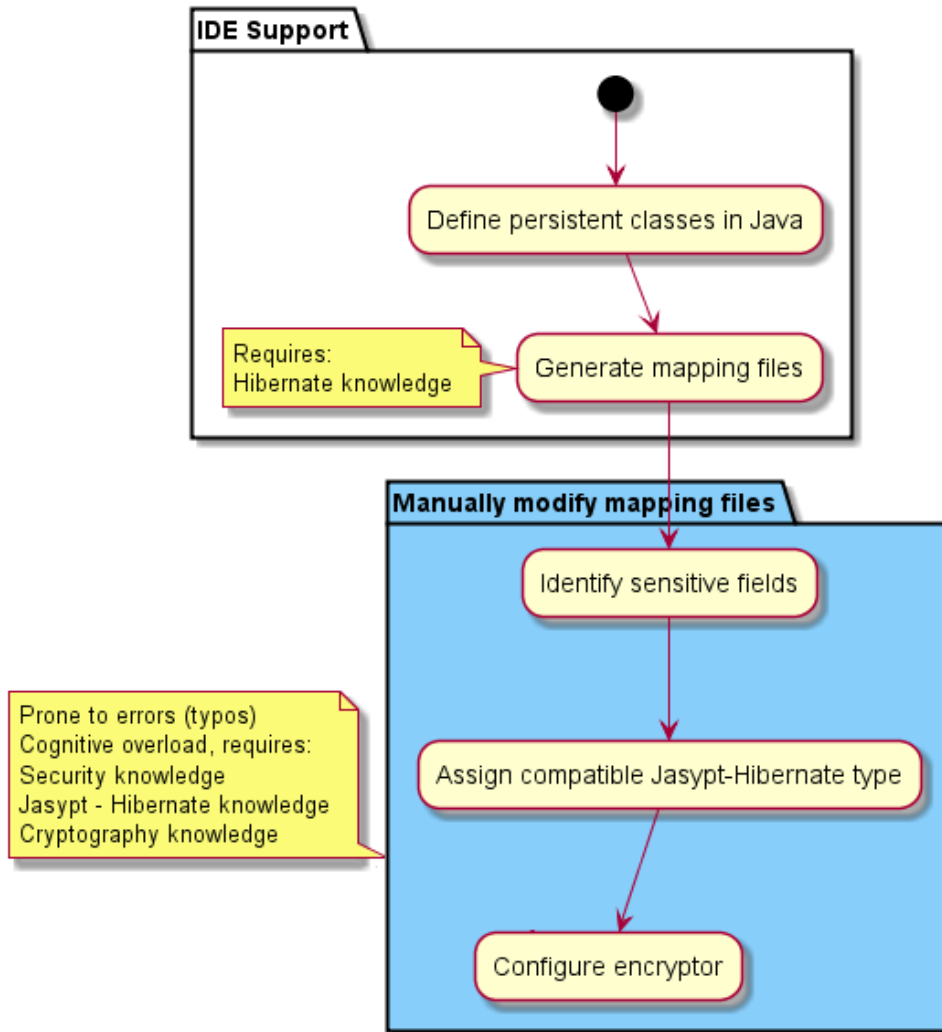 IDE Support
Define persistent classes in Java
Requires:
Hibernate knowledge
Generate mapping files
Manually modify mapping files
Identify sensitive fields
Prone to errors (typos)
Cognitive overload, requires:
Security knowledge
Jasypt - Hibernate knowledge
Cryptography knowledge
Assign compatible Jasypt-Hibernate type
Configure encryptor